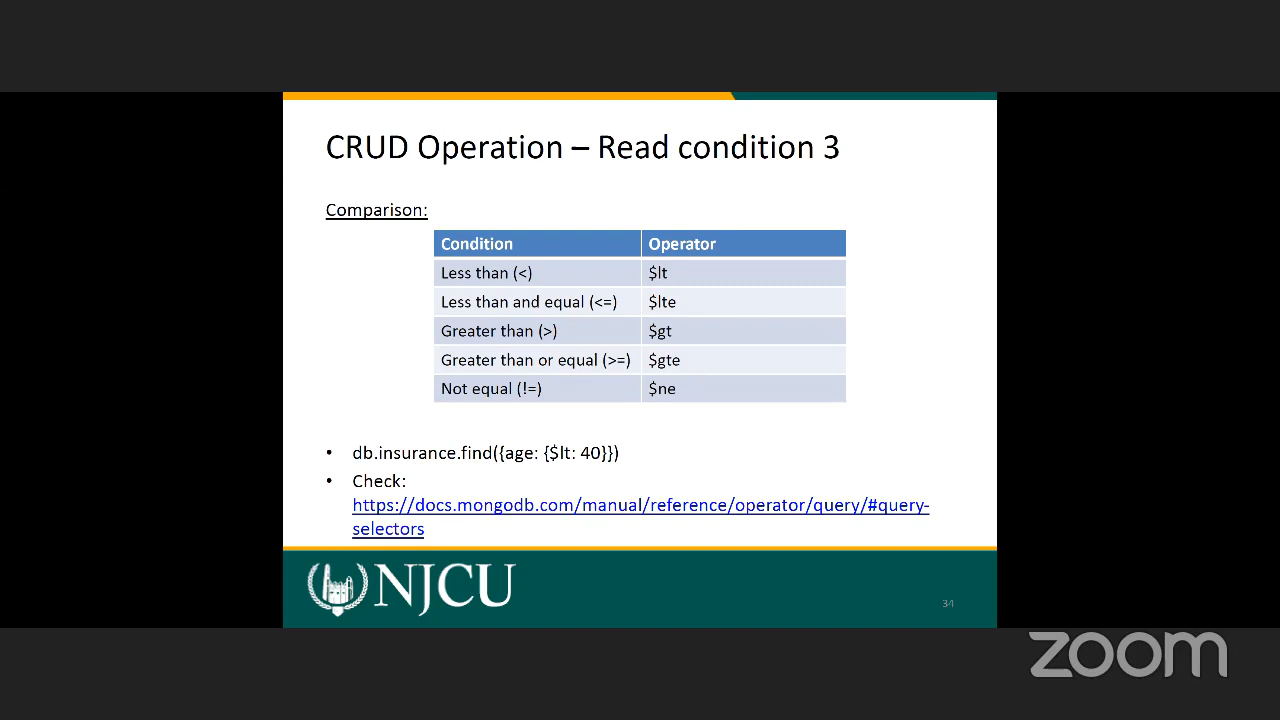 CRUD Operation – Read condition 3
Comparison:
Condition Operator
Less than (<) $lt
Less than and equal (<=) $lte
Greater than (>) $gt
Greater than or equal (>=) $gte
Not equal (!=) $ne
• db.insurance.find({age: {$lt: 40}})
• Check:
https://docs.mongodb.com/manual/reference/operator/query/#query-
selectors
NJCU
34
zoom